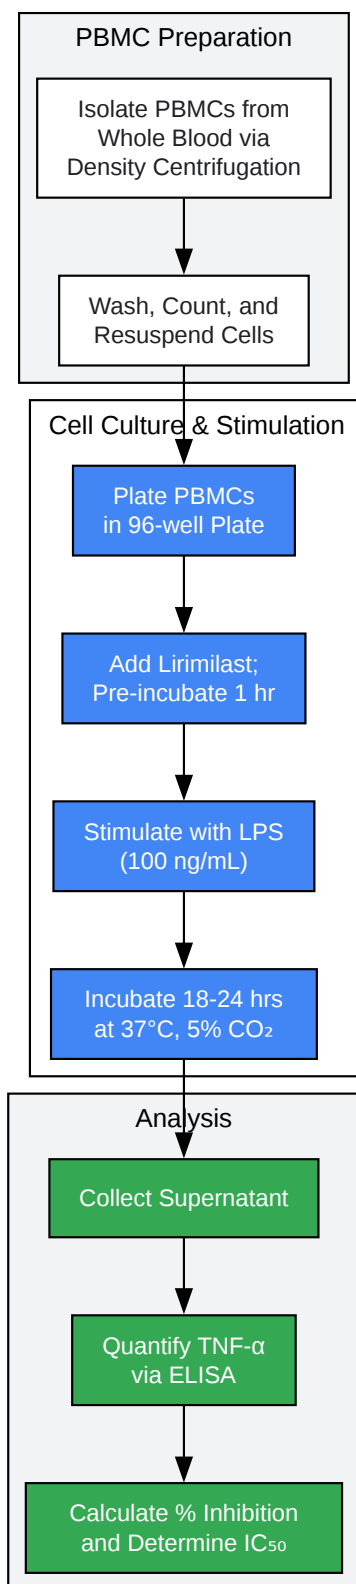 PBMC Preparation
Isolate PBMCs from
Whole Blood via
Density Centrifugation
Wash, Count, and
Resuspend Cells
Cell Culture & Stimulation
Plate PBMCs
in 96-well Plate
Add Lirimilast;
Pre-incubate 1 hr
Stimulate with LPS
(100 ng/mL)
Incubate 18-24 hrs
at 37°C, 5% CO₂
Analysis
Collect Supernatant
Quantify TNF-α
via ELISA
Calculate % Inhibition
and Determine IC₅₀